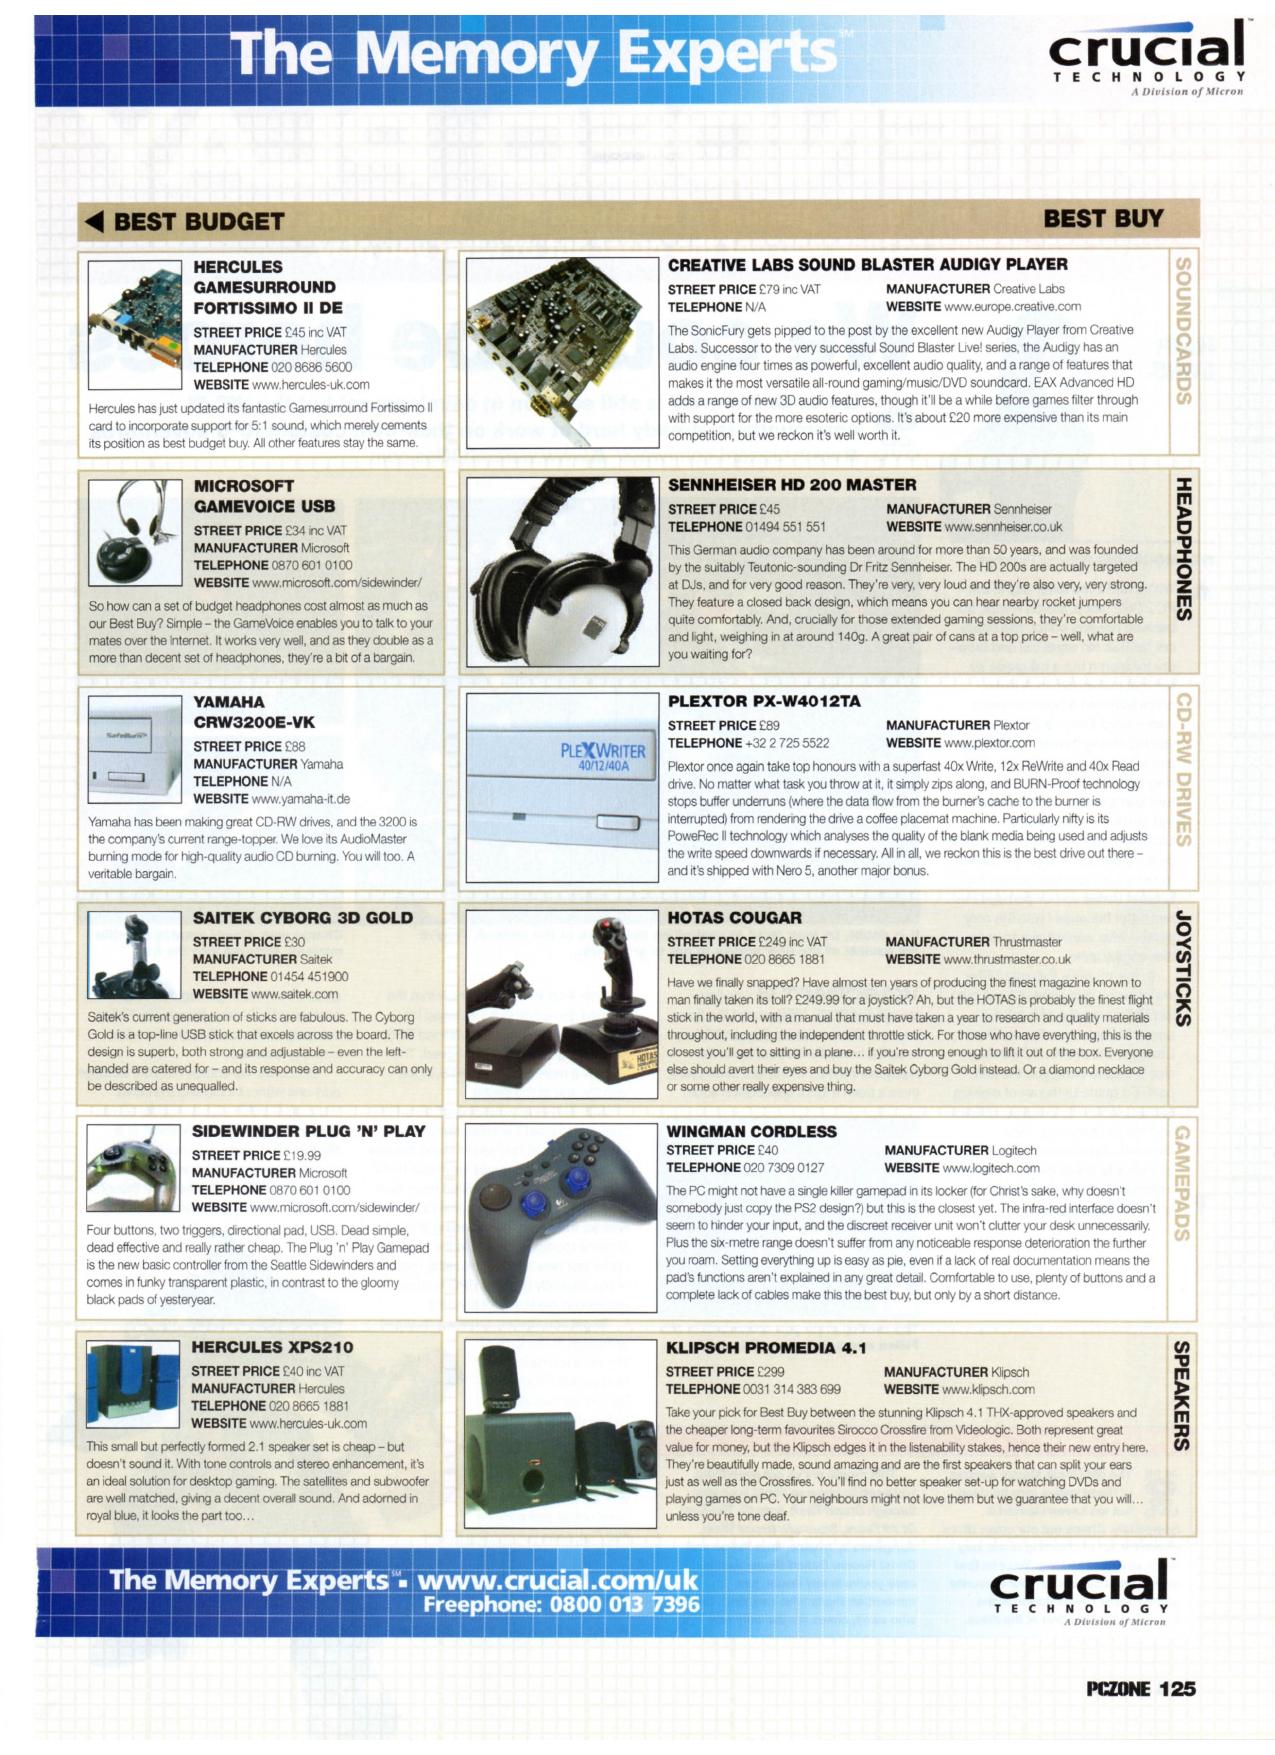 The Memory Experts℠
crucial™
TECHNOLOGY
A Division of Micron
◀ BEST BUDGET
BEST BUY
HERCULES
GAMESURROUND
FORTISSIMO II DE
STREET PRICE £45 inc VAT
MANUFACTURER Hercules
TELEPHONE 020 8686 5600
WEBSITE www.hercules-uk.com
Hercules has just updated its fantastic Gamesurround Fortissimo II
card to incorporate support for 5:1 sound, which merely cements
its position as best budget buy. All other features stay the same.
CREATIVE LABS SOUND BLASTER AUDIGY PLAYER
STREET PRICE £79 inc VAT
MANUFACTURER Creative Labs
TELEPHONE N/A
WEBSITE www.europe.creative.com
The SonicFury gets pipped to the post by the excellent new Audigy Player from Creative
Labs. Successor to the very successful Sound Blaster Live! series, the Audigy has an
audio engine four times as powerful, excellent audio quality, and a range of features that
makes it the most versatile all-round gaming/music/DVD soundcard. EAX Advanced HD
adds a range of new 3D audio features, though it'll be a while before games filter through
with support for the more esoteric options. It's about £20 more expensive than its main
competition, but we reckon it's well worth it.
SOUNDCARDS
MICROSOFT
GAMEVOICE USB
STREET PRICE £34 inc VAT
MANUFACTURER Microsoft
TELEPHONE 0870 601 0100
WEBSITE www.microsoft.com/sidewinder/
So how can a set of budget headphones cost almost as much as
our Best Buy? Simple – the GameVoice enables you to talk to your
mates over the Internet. It works very well, and as they double as a
more than decent set of headphones, they're a bit of a bargain.
SENNHEISER HD 200 MASTER
STREET PRICE £45
MANUFACTURER Sennheiser
TELEPHONE 01494 551 551
WEBSITE www.sennheiser.co.uk
This German audio company has been around for more than 50 years, and was founded
by the suitably Teutonic-sounding Dr Fritz Sennheiser. The HD 200s are actually targeted
at DJs, and for very good reason. They're very, very loud and they're also very, very strong.
They feature a closed back design, which means you can hear nearby rocket jumpers
quite comfortably. And, crucially for those extended gaming sessions, they're comfortable
and light, weighing in at around 140g. A great pair of cans at a top price – well, what are
you waiting for?
HEADPHONES
SafeBurn™
YAMAHA
CRW3200E-VK
STREET PRICE £88
MANUFACTURER Yamaha
TELEPHONE N/A
WEBSITE www.yamaha-it.de
Yamaha has been making great CD-RW drives, and the 3200 is
the company's current range-topper. We love its AudioMaster
burning mode for high-quality audio CD burning. You will too. A
veritable bargain.
PLEXWRITER
40/12/40A
PLEXTOR PX-W4012TA
STREET PRICE £89
MANUFACTURER Plextor
TELEPHONE +32 2 725 5522
WEBSITE www.plextor.com
Plextor once again take top honours with a superfast 40x Write, 12x ReWrite and 40x Read
drive. No matter what task you throw at it, it simply zips along, and BURN-Proof technology
stops buffer underruns (where the data flow from the burner's cache to the burner is
interrupted) from rendering the drive a coffee placemat machine. Particularly nifty is its
PoweRec II technology which analyses the quality of the blank media being used and adjusts
the write speed downwards if necessary. All in all, we reckon this is the best drive out there –
and it's shipped with Nero 5, another major bonus.
CD-RW DRIVES
SAITEK CYBORG 3D GOLD
STREET PRICE £30
MANUFACTURER Saitek
TELEPHONE 01454 451900
WEBSITE www.saitek.com
Saitek's current generation of sticks are fabulous. The Cyborg
Gold is a top-line USB stick that excels across the board. The
design is superb, both strong and adjustable – even the left-
handed are catered for – and its response and accuracy can only
be described as unequalled.
HOTAS
HOTAS COUGAR
STREET PRICE £249 inc VAT
MANUFACTURER Thrustmaster
TELEPHONE 020 8665 1881
WEBSITE www.thrustmaster.co.uk
Have we finally snapped? Have almost ten years of producing the finest magazine known to
man finally taken its toll? £249.99 for a joystick? Ah, but the HOTAS is probably the finest flight
stick in the world, with a manual that must have taken a year to research and quality materials
throughout, including the independent throttle stick. For those who have everything, this is the
closest you'll get to sitting in a plane… if you're strong enough to lift it out of the box. Everyone
else should avert their eyes and buy the Saitek Cyborg Gold instead. Or a diamond necklace
or some other really expensive thing.
JOYSTICKS
SIDEWINDER PLUG 'N' PLAY
STREET PRICE £19.99
MANUFACTURER Microsoft
TELEPHONE 0870 601 0100
WEBSITE www.microsoft.com/sidewinder/
Four buttons, two triggers, directional pad, USB. Dead simple,
dead effective and really rather cheap. The Plug 'n' Play Gamepad
is the new basic controller from the Seattle Sidewinders and
comes in funky transparent plastic, in contrast to the gloomy
black pads of yesteryear.
WINGMAN CORDLESS
STREET PRICE £40
MANUFACTURER Logitech
TELEPHONE 020 7309 0127
WEBSITE www.logitech.com
The PC might not have a single killer gamepad in its locker (for Christ's sake, why doesn't
somebody just copy the PS2 design?) but this is the closest yet. The infra-red interface doesn't
seem to hinder your input, and the discreet receiver unit won't clutter your desk unnecessarily.
Plus the six-metre range doesn't suffer from any noticeable response deterioration the further
you roam. Setting everything up is easy as pie, even if a lack of real documentation means the
pad's functions aren't explained in any great detail. Comfortable to use, plenty of buttons and a
complete lack of cables make this the best buy, but only by a short distance.
GAMEPADS
HERCULES XPS210
STREET PRICE £40 inc VAT
MANUFACTURER Hercules
TELEPHONE 020 8665 1881
WEBSITE www.hercules-uk.com
This small but perfectly formed 2.1 speaker set is cheap – but
doesn't sound it. With tone controls and stereo enhancement, it's
an ideal solution for desktop gaming. The satellites and subwoofer
are well matched, giving a decent overall sound. And adorned in
royal blue, it looks the part too…
KLIPSCH PROMEDIA 4.1
STREET PRICE £299
MANUFACTURER Klipsch
TELEPHONE 0031 314 383 699
WEBSITE www.klipsch.com
Take your pick for Best Buy between the stunning Klipsch 4.1 THX-approved speakers and
the cheaper long-term favourites Sirocco Crossfire from Videologic. Both represent great
value for money, but the Klipsch edges it in the listenability stakes, hence their new entry here.
They're beautifully made, sound amazing and are the first speakers that can split your ears
just as well as the Crossfires. You'll find no better speaker set-up for watching DVDs and
playing games on PC. Your neighbours might not love them but we guarantee that you will…
unless you're tone deaf.
SPEAKERS
The Memory Experts℠ ▪ www.crucial.com/uk
Freephone: 0800 013 7396
crucial™
TECHNOLOGY
A Division of Micron
PCZONE 125